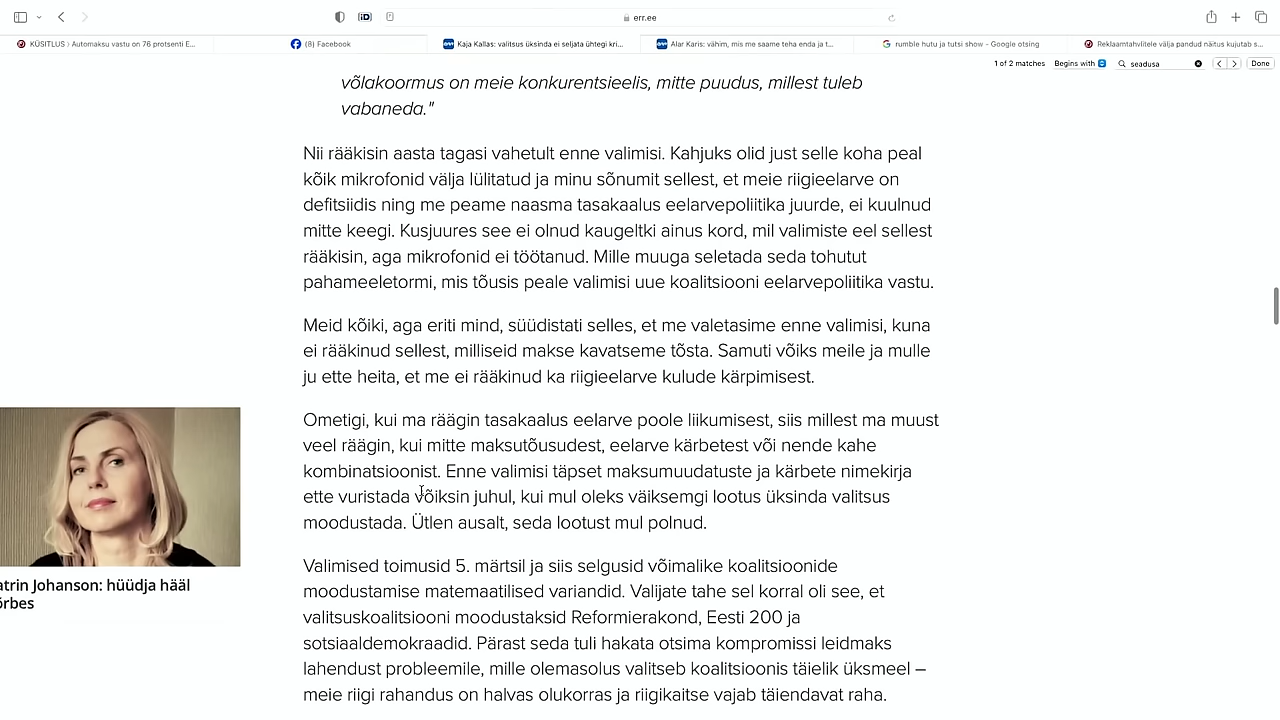 err.ee
KÜSITLUS ⟩ Automaksu vastu on 76 protsenti E...
(8) Facebook
Kaja Kallas: valitsus üksinda ei seljata ühtegi kri...
Alar Karis: vähim, mis me saame teha enda ja t...
rumble hutu ja tutsi show - Google otsing
Reklaamtahvlitele välja pandud näitus kujutab s...
1 of 2 matches Begins with seadusa Done
võlakoormus on meie konkurentsieelis, mitte puudus, millest tuleb
vabaneda."
Nii rääkisin aasta tagasi vahetult enne valimisi. Kahjuks olid just selle koha peal
kõik mikrofonid välja lülitatud ja minu sõnumit sellest, et meie riigieelarve on
defitsiidis ning me peame naasma tasakaalus eelarvepoliitika juurde, ei kuulnud
mitte keegi. Kusjuures see ei olnud kaugeltki ainus kord, mil valimiste eel sellest
rääkisin, aga mikrofonid ei töötanud. Mille muuga seletada seda tohutut
pahameeletormi, mis tõusis peale valimisi uue koalitsiooni eelarvepoliitika vastu.
Meid kõiki, aga eriti mind, süüdistati selles, et me valetasime enne valimisi, kuna
ei rääkinud sellest, milliseid makse kavatseme tõsta. Samuti võiks meile ja mulle
ju ette heita, et me ei rääkinud ka riigieelarve kulude kärpimisest.
Ometigi, kui ma räägin tasakaalus eelarve poole liikumisest, siis millest ma muust
veel räägin, kui mitte maksutõusudest, eelarve kärbetest või nende kahe
kombinatsioonist. Enne valimisi täpset maksumuudatuste ja kärbete nimekirja
ette vuristada võiksin juhul, kui mul oleks väiksemgi lootus üksinda valitsus
moodustada. Ütlen ausalt, seda lootust mul polnud.
Valimised toimusid 5. märtsil ja siis selgusid võimalike koalitsioonide
moodustamise matemaatilised variandid. Valijate tahe sel korral oli see, et
valitsuskoalitsiooni moodustaksid Reformierakond, Eesti 200 ja
sotsiaaldemokraadid. Pärast seda tuli hakata otsima kompromissi leidmaks
lahendust probleemile, mille olemasolus valitseb koalitsioonis täielik üksmeel –
meie riigi rahandus on halvas olukorras ja riigikaitse vajab täiendavat raha.
atrin Johanson: hüüdja hääl
õrbes